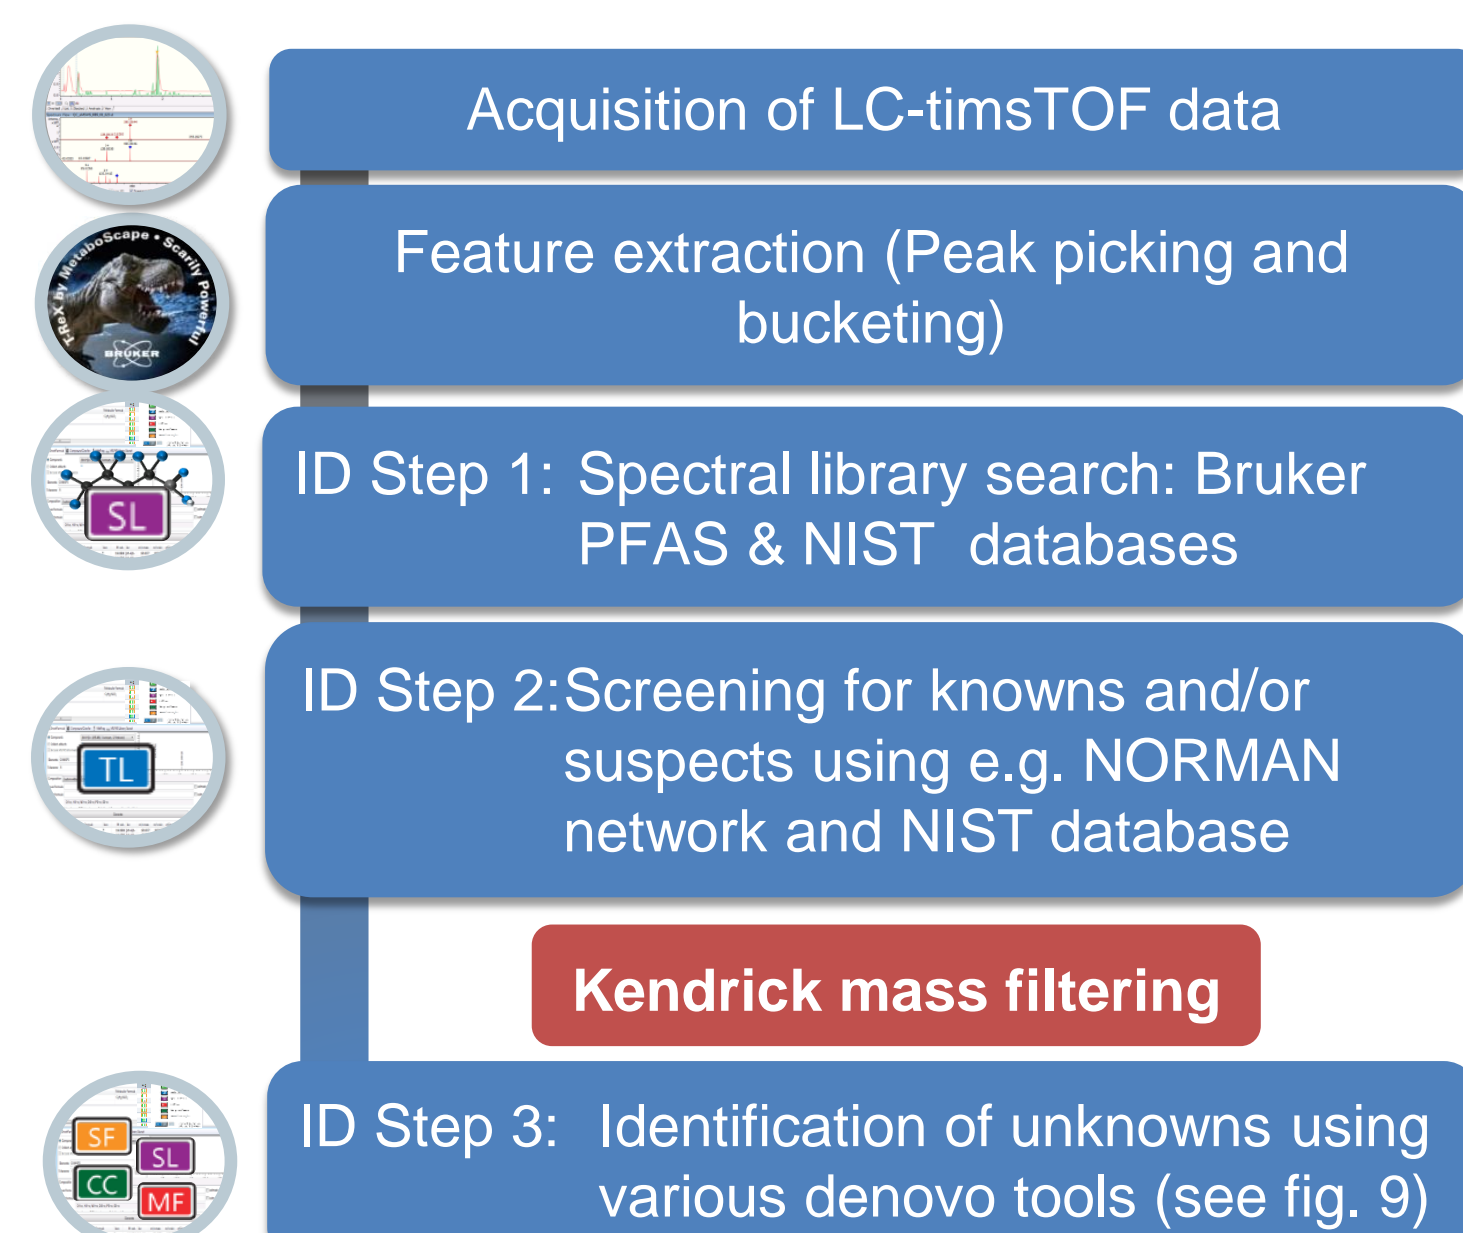 Acquisition of LC-timsTOF data
T-ReX by MetaboScape • Scarily Powerful
BRUKER
Feature extraction (Peak picking and
bucketing)
SL
ID Step 1: Spectral library search: Bruker
PFAS & NIST databases
TL
ID Step 2: Screening for knowns and/or
suspects using e.g. NORMAN
network and NIST database
Kendrick mass filtering
SF
SL
CC
MF
ID Step 3: Identification of unknowns using
various denovo tools (see fig. 9)